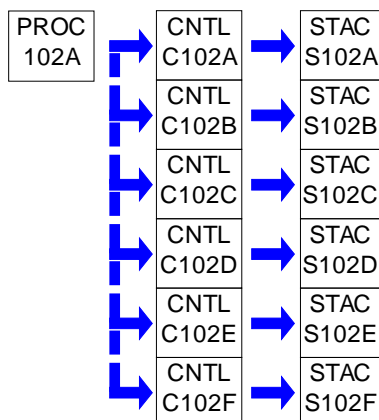 PROC
102A
CNTL
C102A
STAC
S102A
CNTL
C102B
STAC
S102B
CNTL
C102C
STAC
S102C
CNTL
C102D
STAC
S102D
CNTL
C102E
STAC
S102E
CNTL
C102F
STAC
S102F